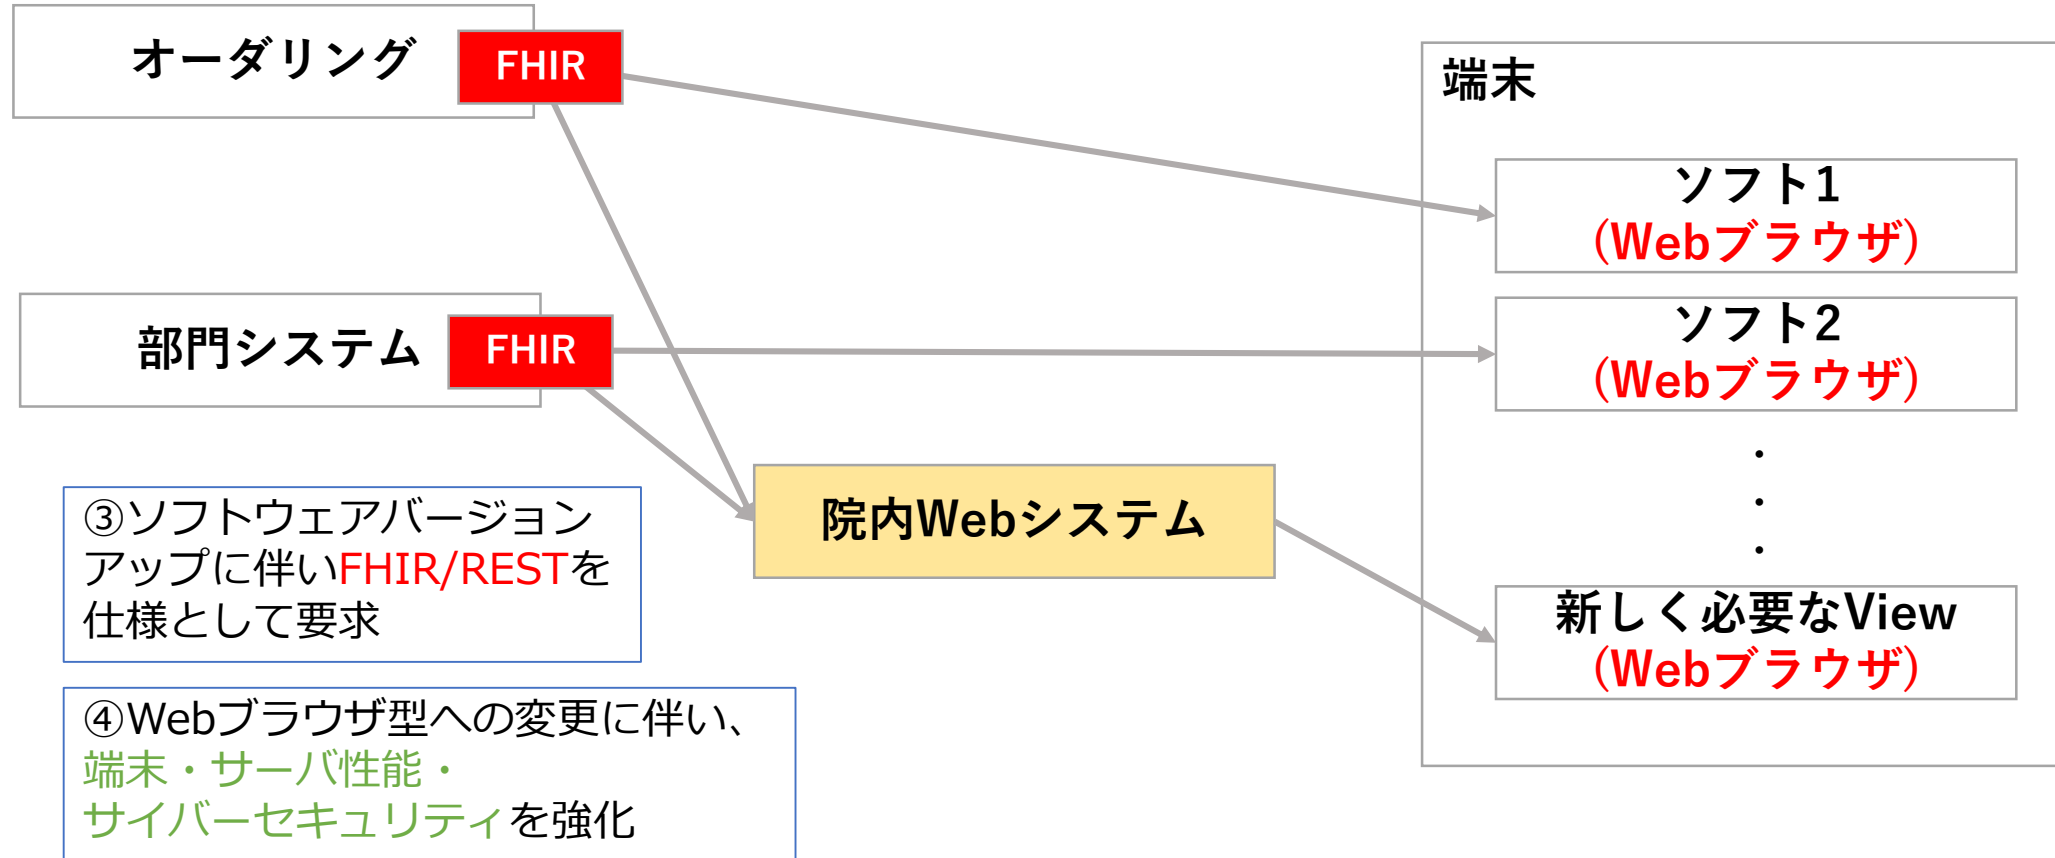 オーダリング
FHIR
端末
ソフト1
(Webブラウザ)
部門システム
FHIR
ソフト2
(Webブラウザ)
・
・
・
院内Webシステム
新しく必要なView
(Webブラウザ)
③ソフトウェアバージョン
アップに伴いFHIR/RESTを
仕様として要求
④Webブラウザ型への変更に伴い、
端末・サーバ性能・
サイバーセキュリティを強化